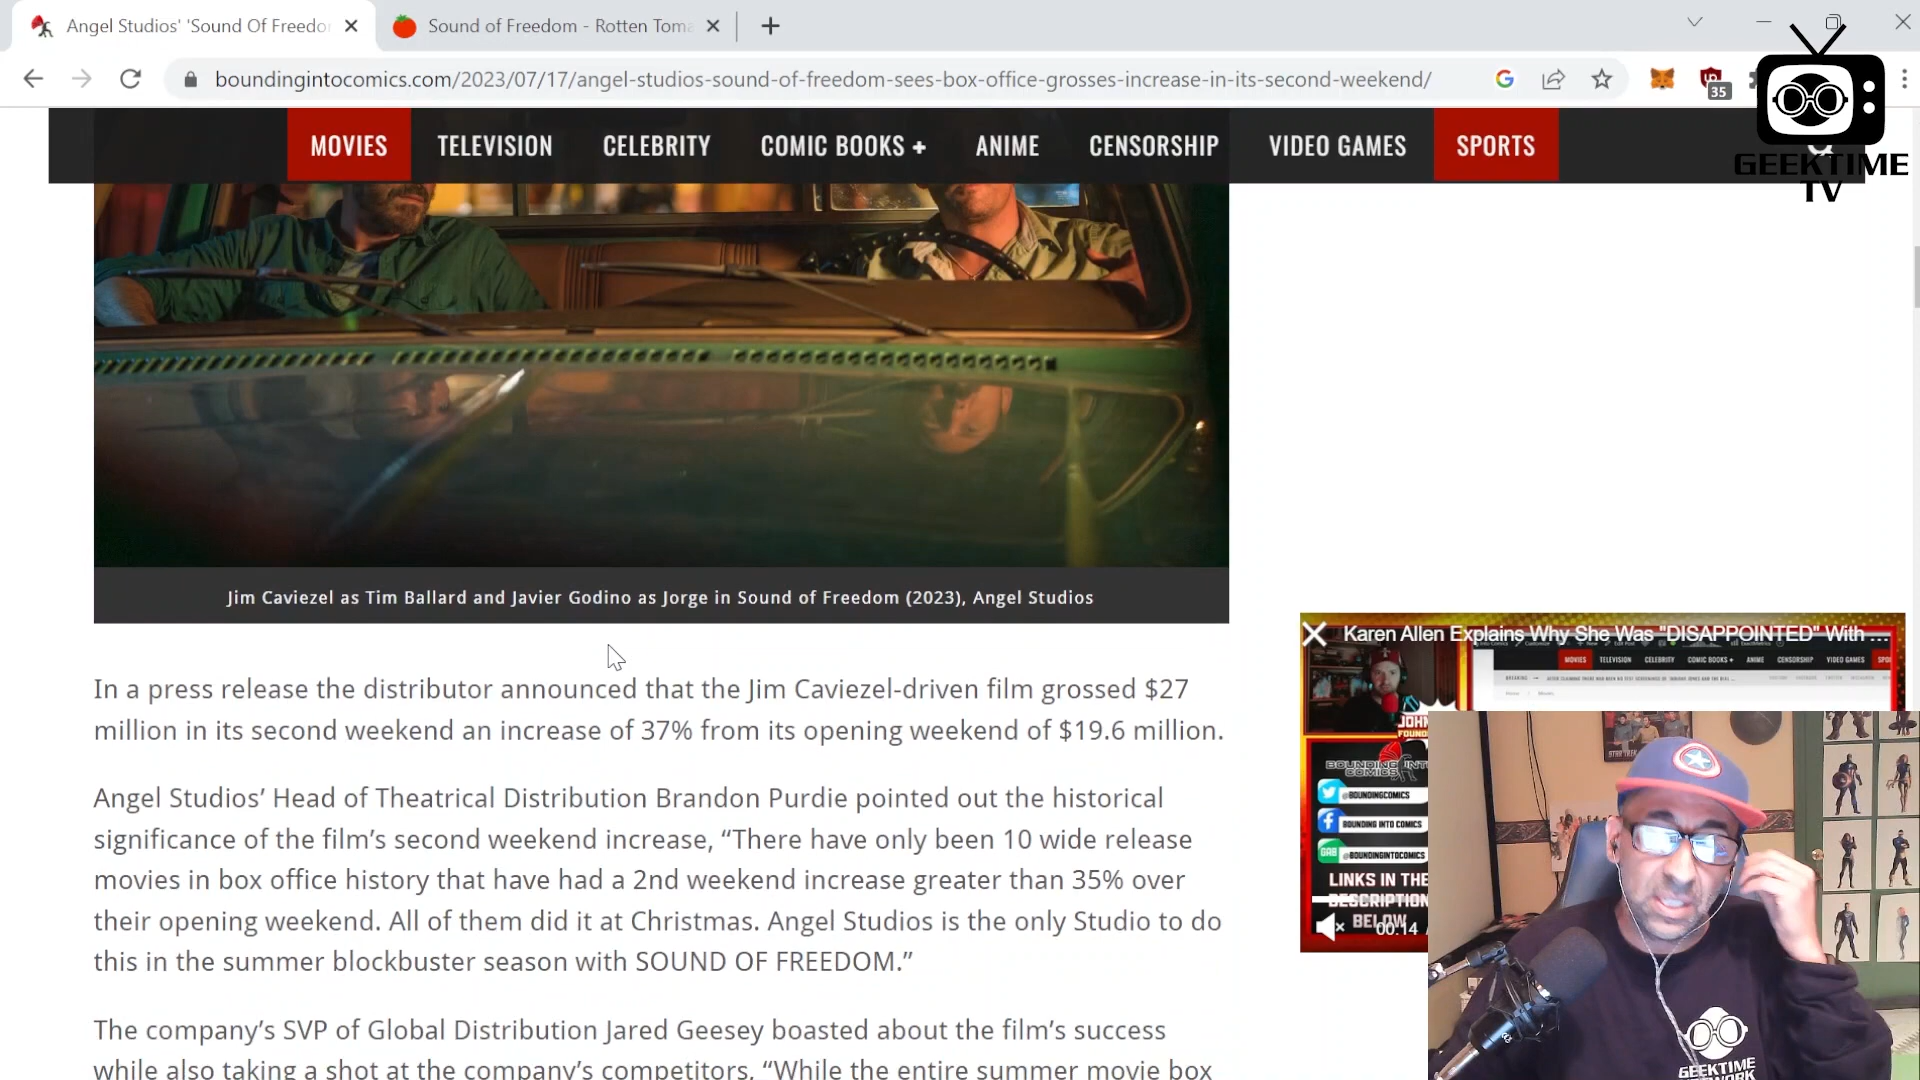 Angel Studios' 'Sound Of Freedo
Sound of Freedom - Rotten Toma
boundingintocomics.com/2023/07/17/angel-studios-sound-of-freedom-sees-box-office-grosses-increase-in-its-second-weekend/
35
MOVIES
TELEVISION
CELEBRITY
COMIC BOOKS +
ANIME
CENSORSHIP
VIDEO GAMES
SPORTS
GEEKTIME
TV
Jim Caviezel as Tim Ballard and Javier Godino as Jorge in Sound of Freedom (2023), Angel Studios
In a press release the distributor announced that the Jim Caviezel-driven film grossed $27
million in its second weekend an increase of 37% from its opening weekend of $19.6 million.
Angel Studios’ Head of Theatrical Distribution Brandon Purdie pointed out the historical
significance of the film’s second weekend increase, “There have only been 10 wide release
movies in box office history that have had a 2nd weekend increase greater than 35% over
their opening weekend. All of them did it at Christmas. Angel Studios is the only Studio to do
this in the summer blockbuster season with SOUND OF FREEDOM.”
The company’s SVP of Global Distribution Jared Geesey boasted about the film’s success
while also taking a shot at the company’s competitors, “While the entire summer movie box
Karen Allen Explains Why She Was "DISAPPOINTED" With ...
MOVIES TELEVISION CELEBRITY COMIC BOOKS + ANIME CENSORSHIP VIDEO GAMES
JOHN
BOUNDING INT
COMICS
@BOUNDINGCOMICS
BOUNDING INTO COMICS
@BOUNDINGINTOCOMICS
LINKS IN THE
DESCRIPTION
BELOW
00:14 /
STAR TREK
GEEKTIME